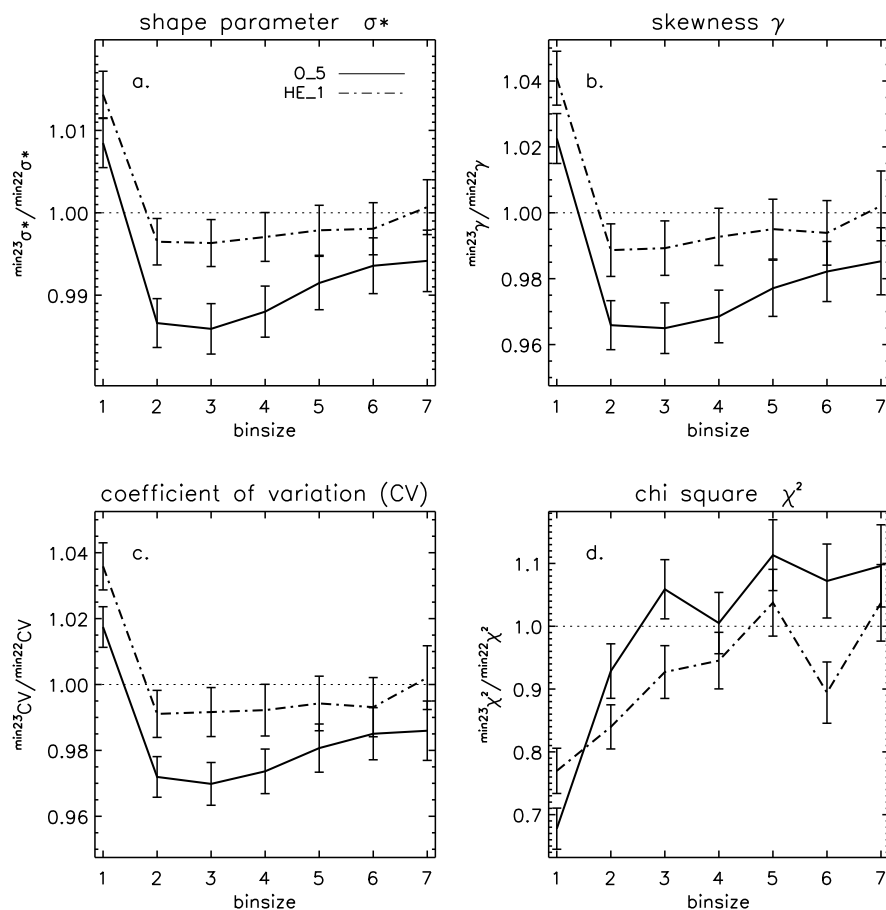 shape parameter σ*
a.
O_5
HE_1
1.01
1.00
0.99
min23σ*/min22σ*
1 2 3 4 5 6 7
binsize
skewness γ
b.
1.04
1.02
1.00
0.98
0.96
min23γ/min22γ
1 2 3 4 5 6 7
binsize
coefficient of variation (CV)
c.
1.04
1.02
1.00
0.98
0.96
min23CV/min22CV
1 2 3 4 5 6 7
binsize
chi square χ²
d.
1.1
1.0
0.9
0.8
0.7
min23χ²/min22χ²
1 2 3 4 5 6 7
binsize